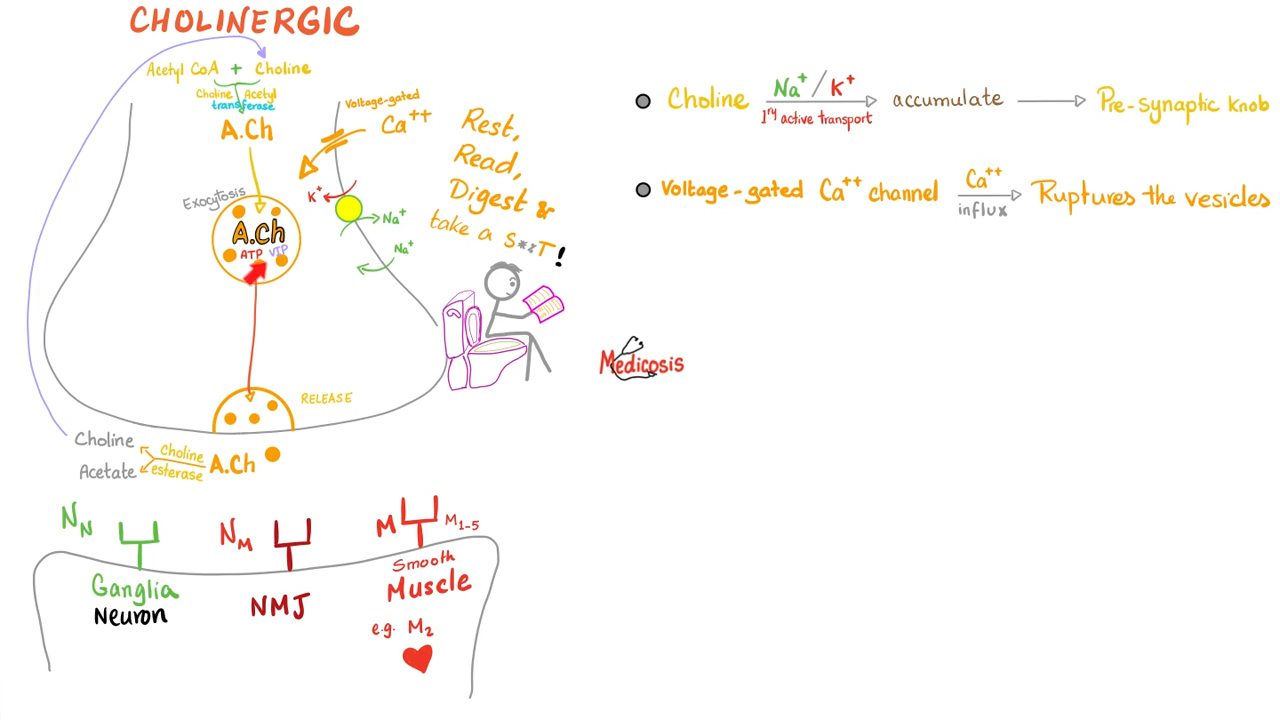 CHOLINERGIC
Acetyl CoA + Choline
Choline Acetyl
transferase
A.Ch
Voltage-gated
Ca++
Rest,
Read,
Digest &
take a S**T!
Exocytosis
A.Ch
ATP VIP
K+
Na+
Na+
RELEASE
Choline
Acetate
Choline
esterase
A.Ch
NN
Ganglia
Neuron
NM
NMJ
M M1-5
Smooth
Muscle
e.g. M2
Choline Na+/K+ 1ry active transport accumulate Pre-synaptic knob
Voltage-gated Ca++ channel Ca++ influx Ruptures the vesicles
Medicosis